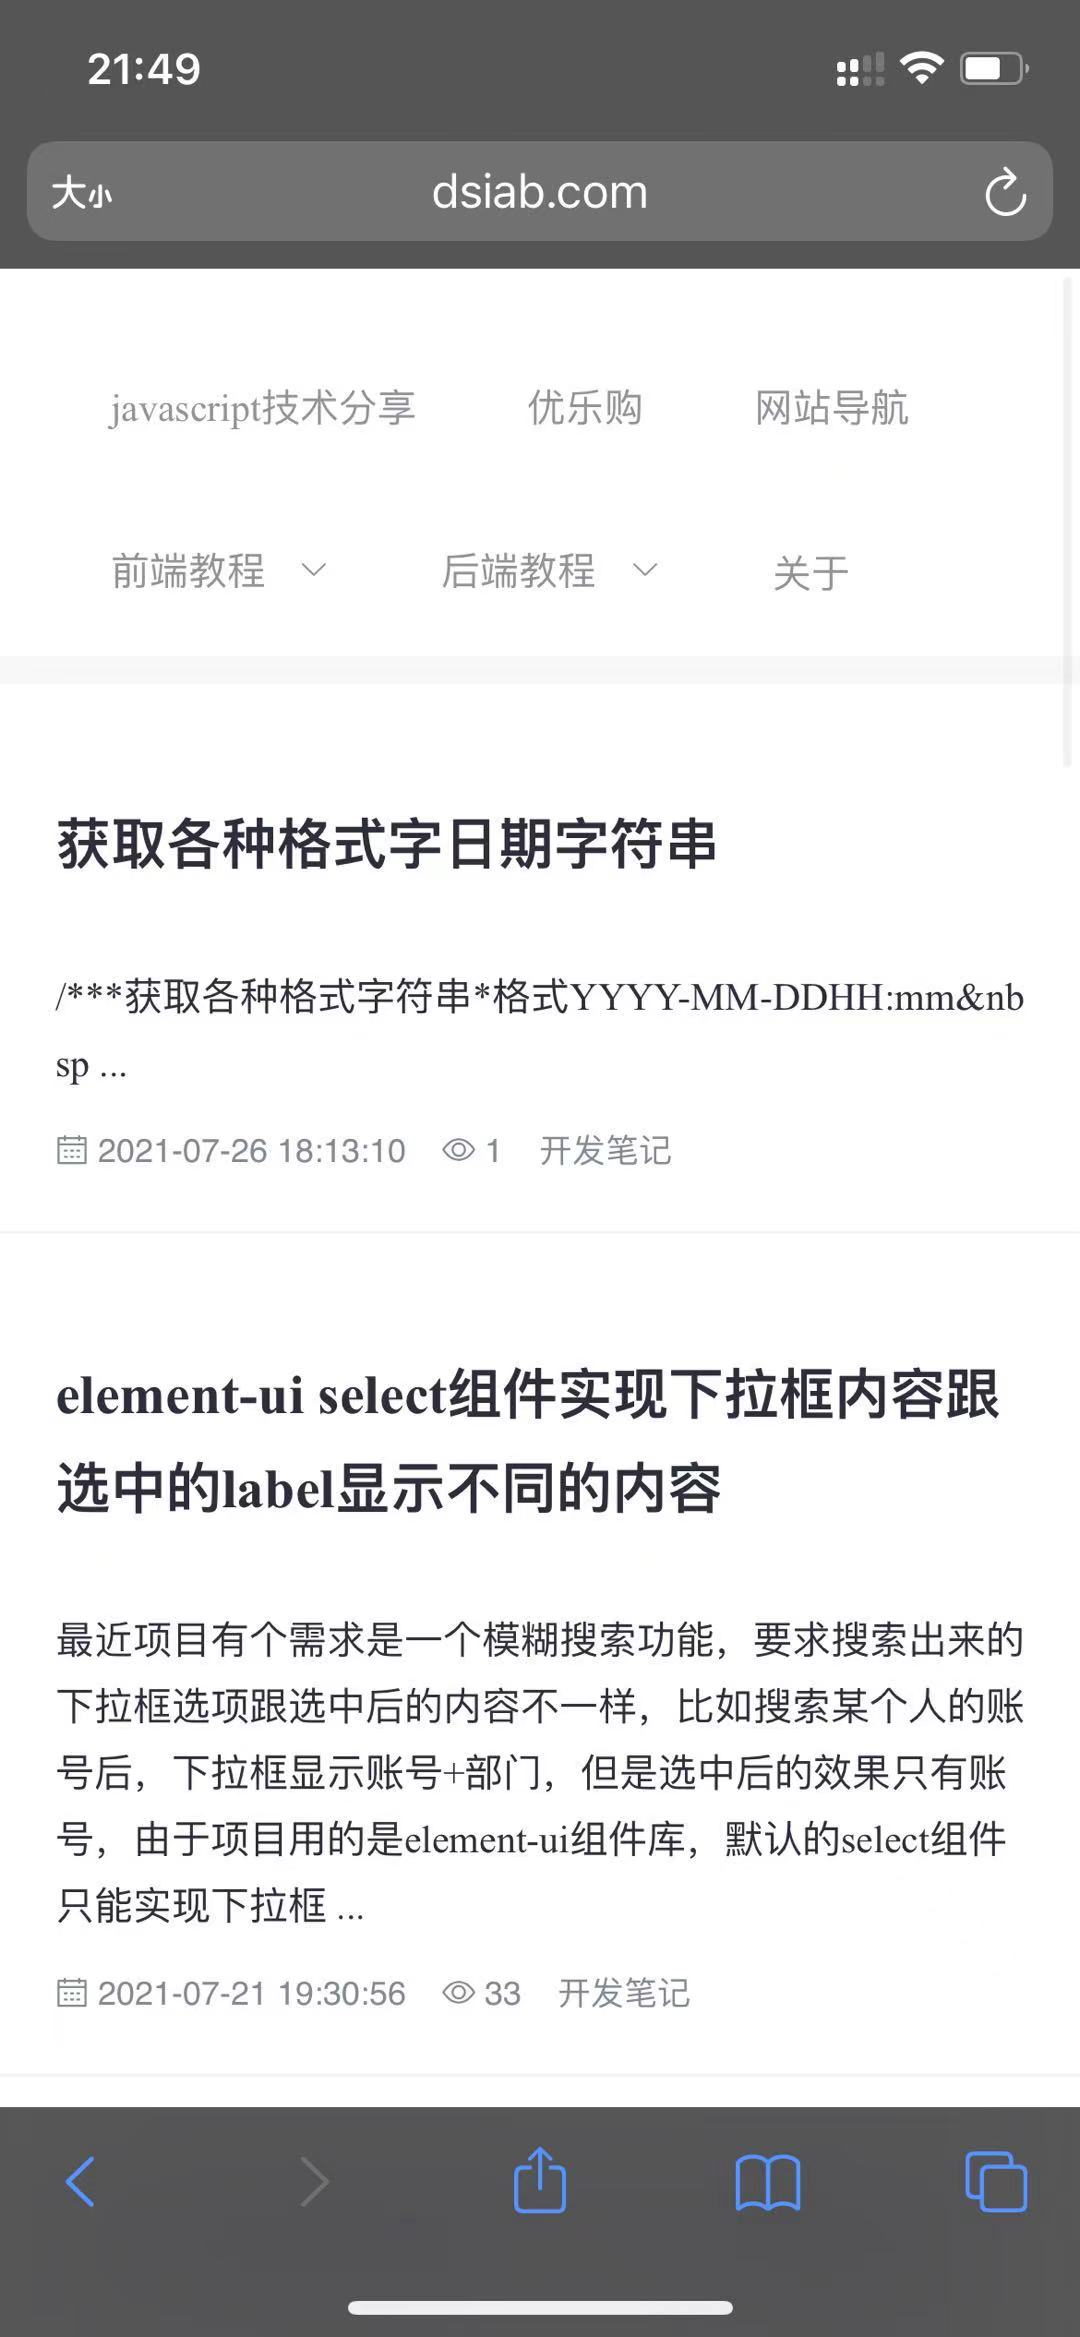 21:49
大小 dsiab.com
javascript技术分享 优乐购 网站导航
前端教程 后端教程 关于
获取各种格式字日期字符串
/***获取各种格式字符串*格式YYYY-MM-DDHH:mm&nb
sp ...
2021-07-26 18:13:10 1 开发笔记
element-ui select组件实现下拉框内容跟
选中的label显示不同的内容
最近项目有个需求是一个模糊搜索功能，要求搜索出来的
下拉框选项跟选中后的内容不一样，比如搜索某个人的账
号后，下拉框显示账号+部门，但是选中后的效果只有账
号，由于项目用的是element-ui组件库，默认的select组件
只能实现下拉框 ...
2021-07-21 19:30:56 33 开发笔记